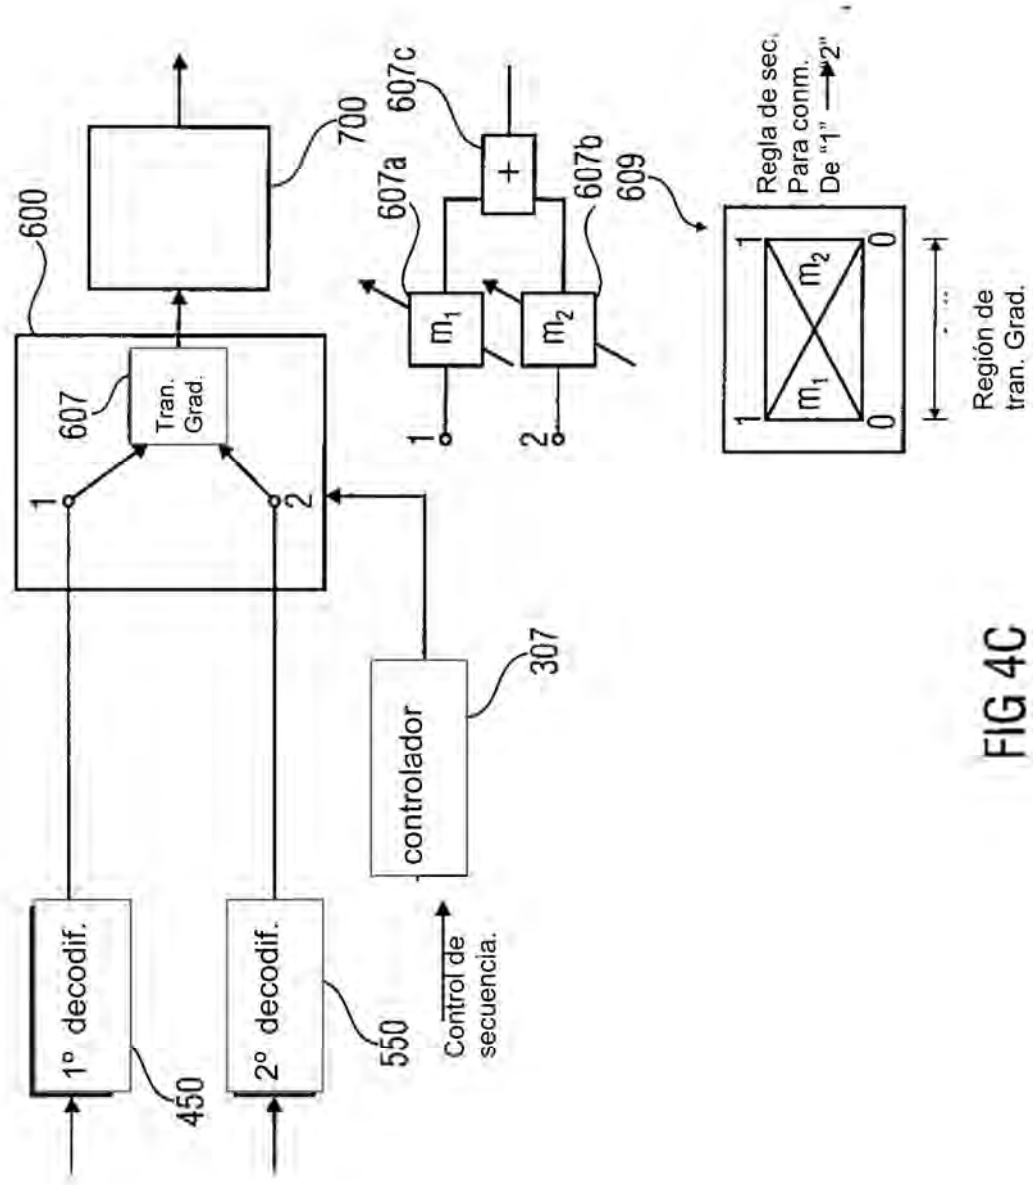 1º decodif.
450
2º decodif.
550
Control de
secuencia.
controlador
307
600
1
2
607
Tran.
Grad.
700
1
2
m1
607a
m2
607b
+
607c
609
1
1
m1
m2
0
0
Regla de sec.
Para conm.
De "1" → "2"
Región de
tran. Grad.
FIG 4C